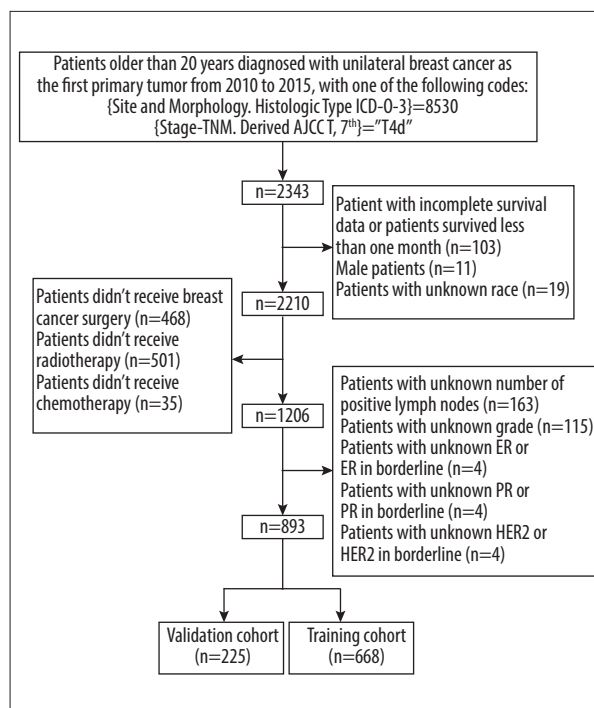 Patients older than 20 years diagnosed with unilateral breast cancer as
the first primary tumor from 2010 to 2015, with one of the following codes:
{Site and Morphology. Histologic Type ICD-O-3}=8530
{Stage-TNM. Derived AJCC T, 7th}="T4d"
n=2343
Patient with incomplete survival
data or patients survived less
than one month (n=103)
Male patients (n=11)
Patients with unknown race (n=19)
n=2210
Patients didn't receive breast
cancer surgery (n=468)
Patients didn't receive
radiotherapy (n=501)
Patients didn't receive
chemotherapy (n=35)
n=1206
Patients with unknown number of
positive lymph nodes (n=163)
Patients with unknown grade (n=115)
Patients with unknown ER or
ER in borderline (n=4)
Patients with unknown PR or
PR in borderline (n=4)
Patients with unknown HER2 or
HER2 in borderline (n=4)
n=893
Validation cohort
(n=225)
Training cohort
(n=668)